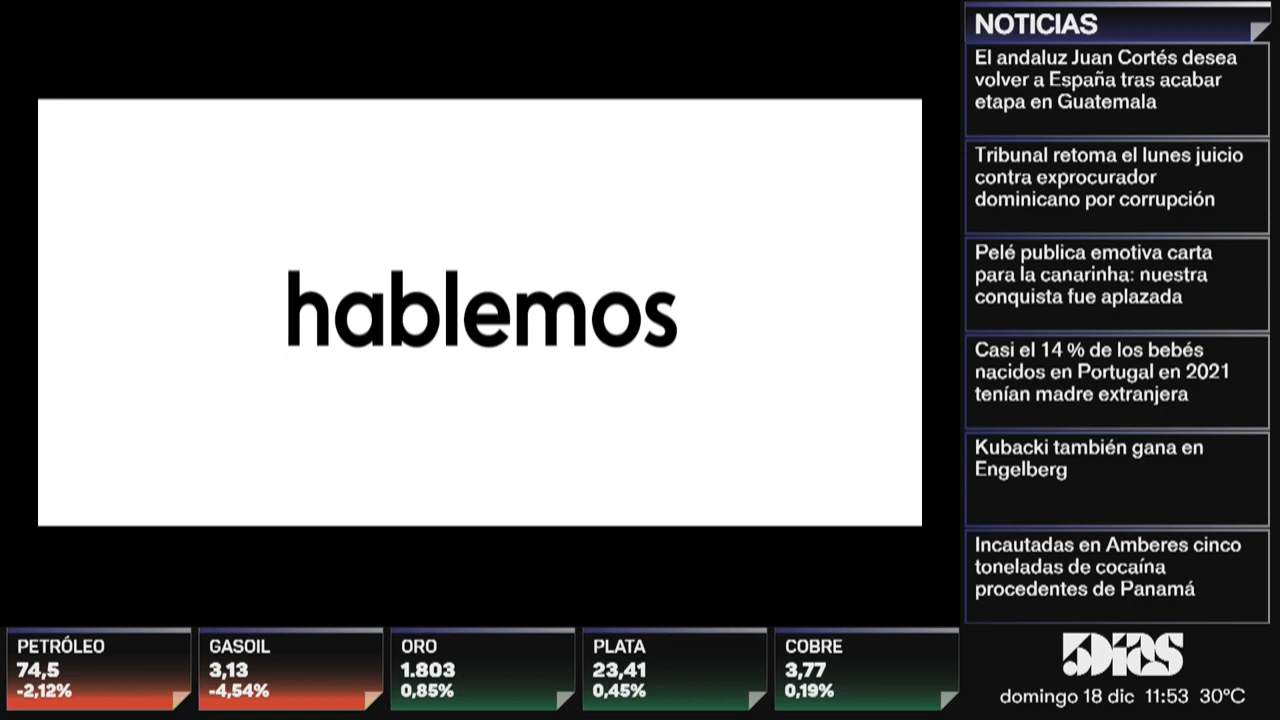 hablemos
NOTICIAS
El andaluz Juan Cortés desea
volver a España tras acabar
etapa en Guatemala
Tribunal retoma el lunes juicio
contra exprocurador
dominicano por corrupción
Pelé publica emotiva carta
para la canarinha: nuestra
conquista fue aplazada
Casi el 14 % de los bebés
nacidos en Portugal en 2021
tenían madre extranjera
Kubacki también gana en
Engelberg
Incautadas en Amberes cinco
toneladas de cocaína
procedentes de Panamá
PETRÓLEO
74,5
-2,12%
GASOIL
3,13
-4,54%
ORO
1.803
0,85%
PLATA
23,41
0,45%
COBRE
3,77
0,19%
5DIAS
domingo 18 dic 11:53 30°C